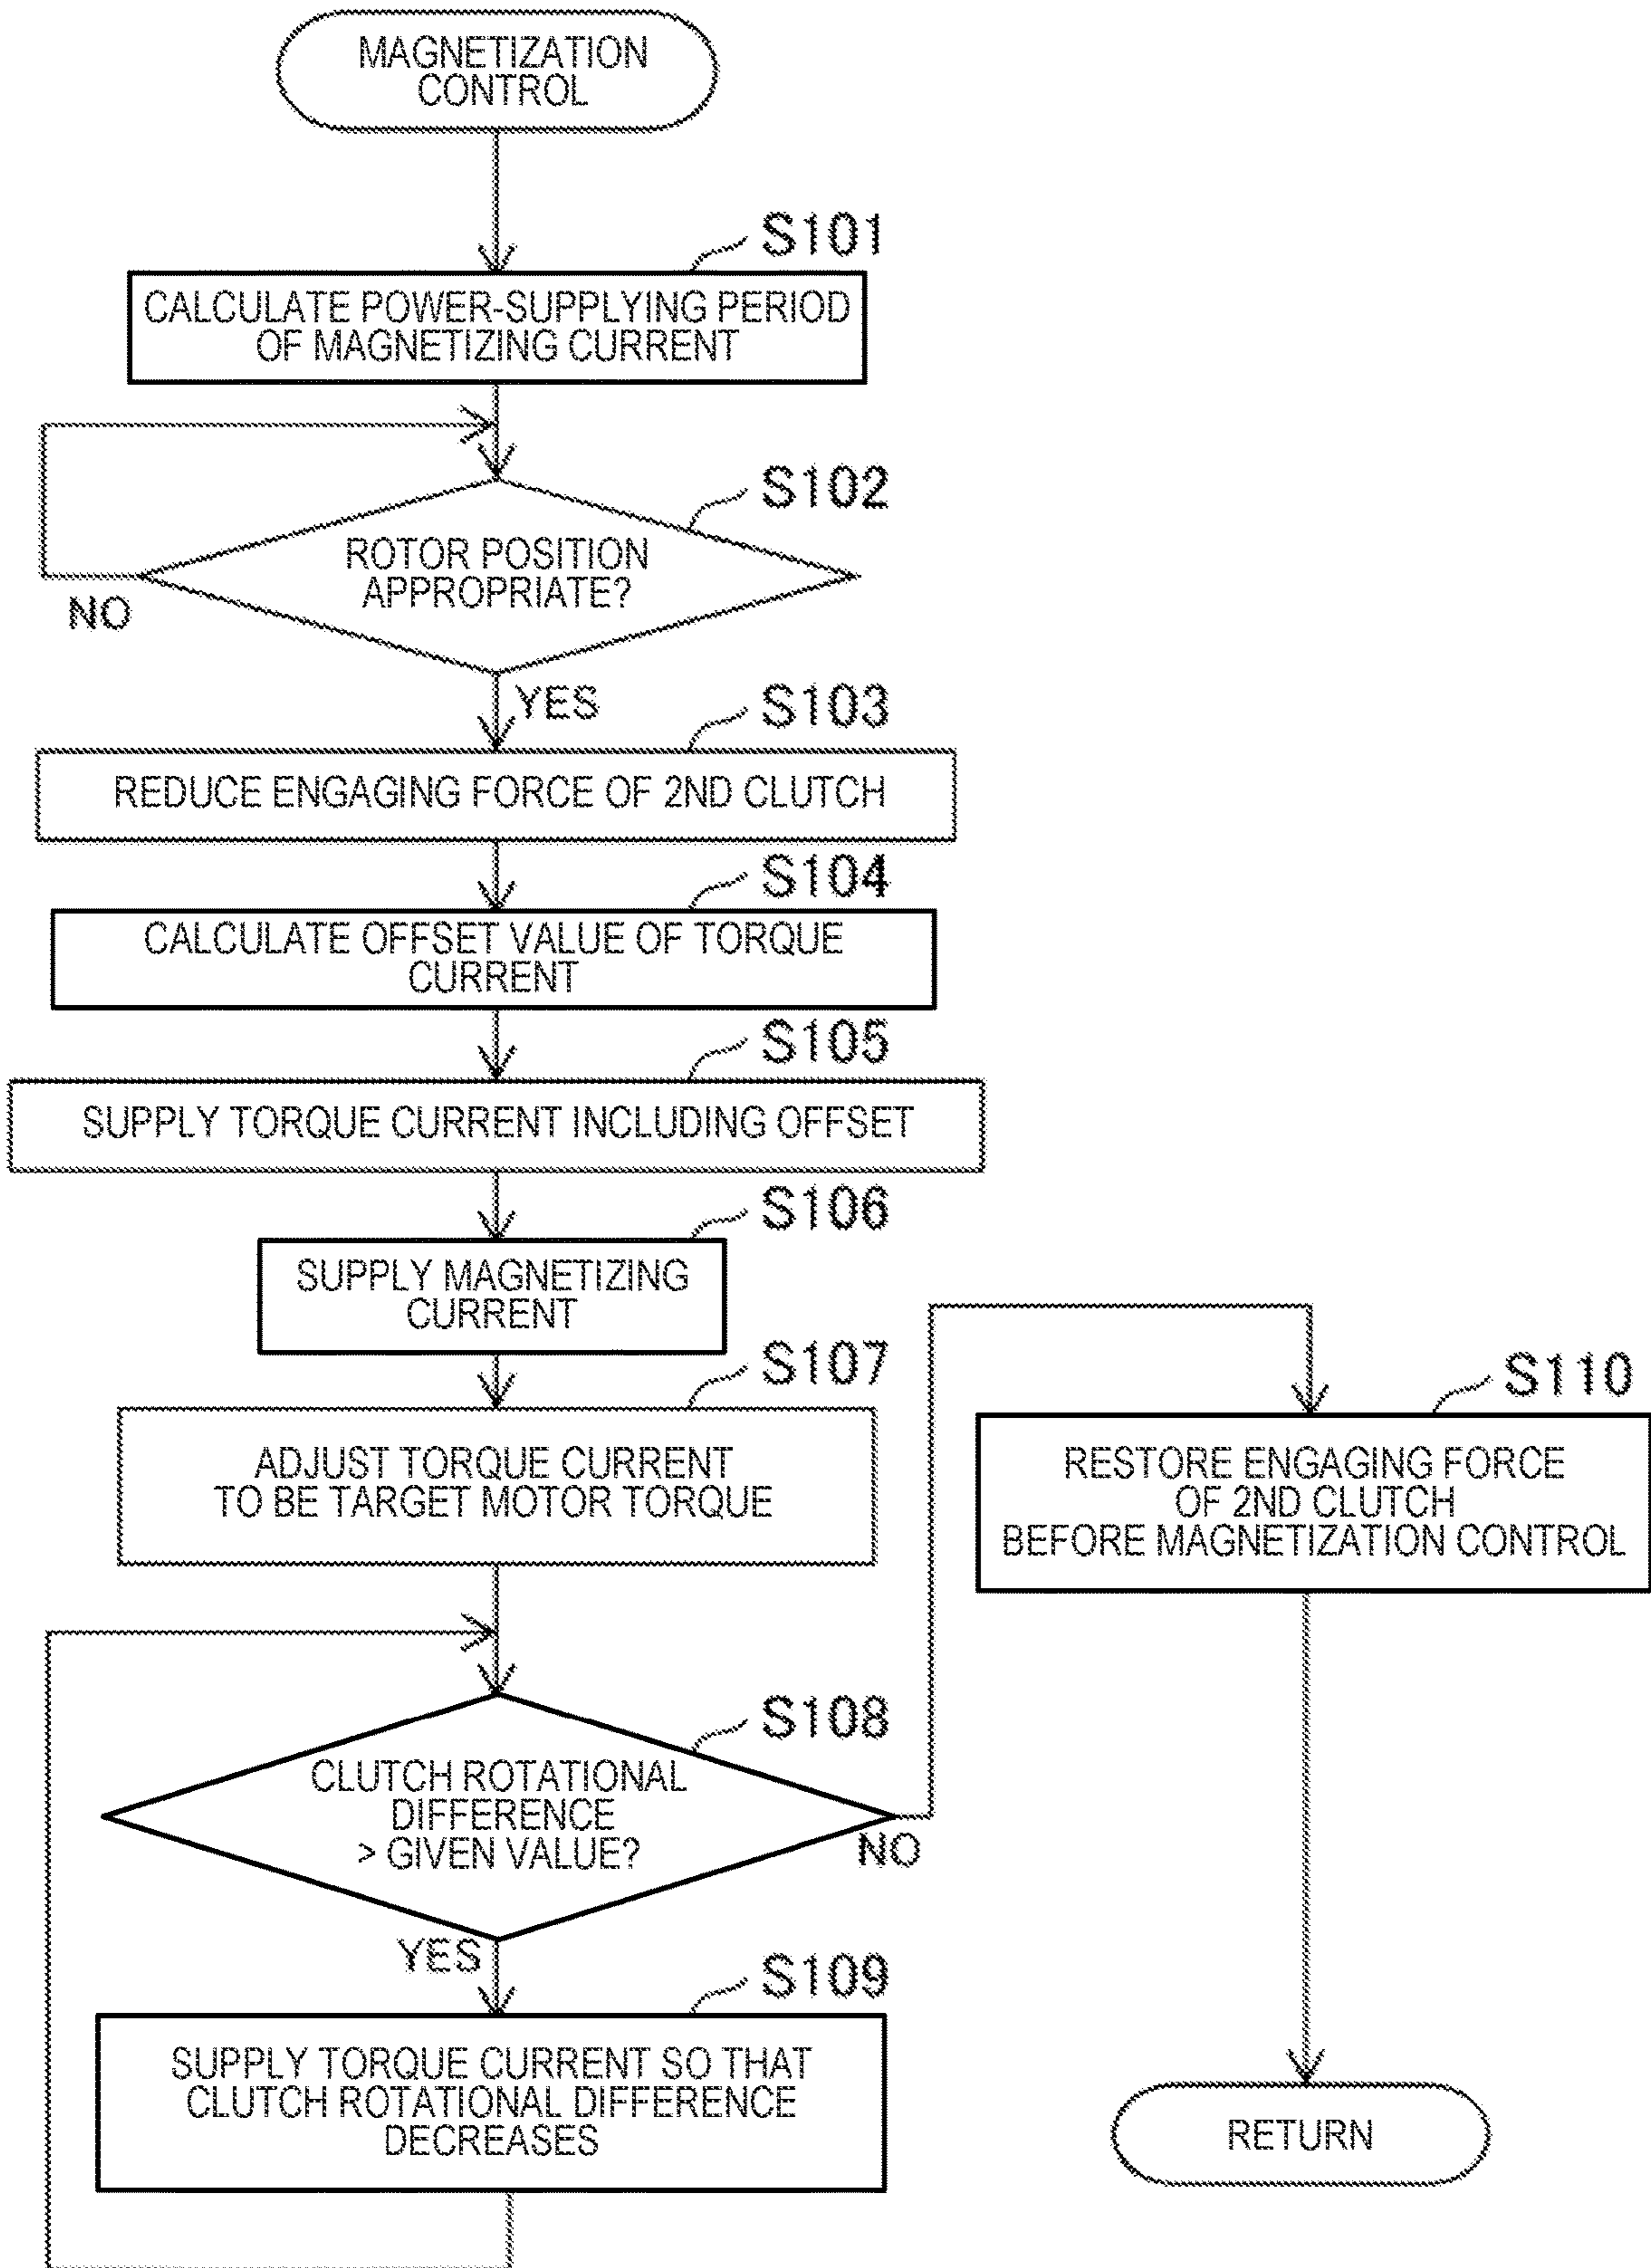 MAGNETIZATION
CONTROL
S101
CALCULATE POWER-SUPPLYING PERIOD
OF MAGNETIZING CURRENT
S102
ROTOR POSITION
APPROPRIATE?
NO
YES
S103
REDUCE ENGAGING FORCE OF 2ND CLUTCH
S104
CALCULATE OFFSET VALUE OF TORQUE
CURRENT
S105
SUPPLY TORQUE CURRENT INCLUDING OFFSET
S106
SUPPLY MAGNETIZING
CURRENT
S107
ADJUST TORQUE CURRENT
TO BE TARGET MOTOR TORQUE
S108
CLUTCH ROTATIONAL
DIFFERENCE
> GIVEN VALUE?
NO
YES
S109
SUPPLY TORQUE CURRENT SO THAT
CLUTCH ROTATIONAL DIFFERENCE
DECREASES
S110
RESTORE ENGAGING FORCE
OF 2ND CLUTCH
BEFORE MAGNETIZATION CONTROL
RETURN